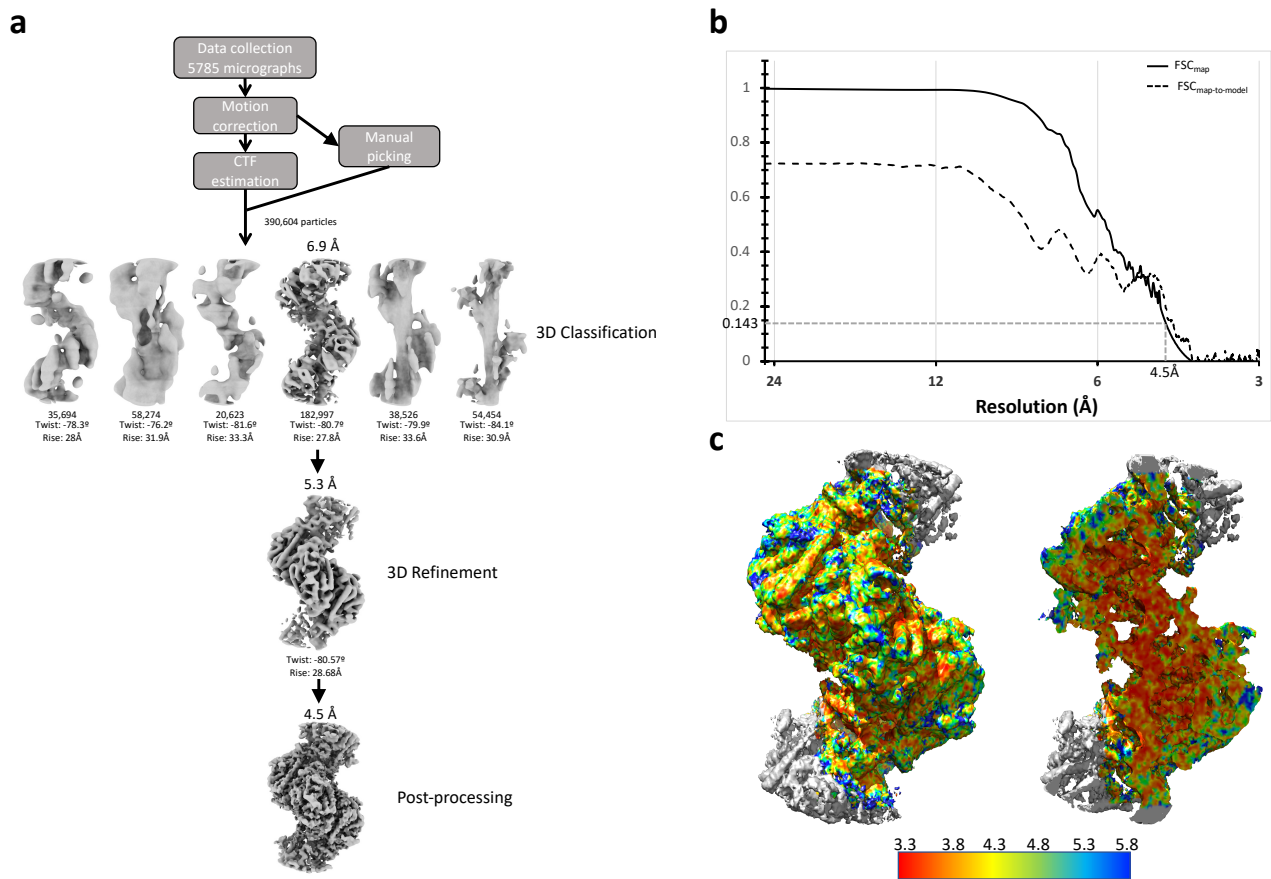 a
Data collection
5785 micrographs
Motion
correction
Manual
picking
CTF
estimation
390,604 particles
6.9 Å
3D Classification
35,694
Twist: -78.3º
Rise: 28Å
58,274
Twist: -76.2º
Rise: 31.9Å
20,623
Twist: -81.6º
Rise: 33.3Å
182,997
Twist: -80.7º
Rise: 27.8Å
38,526
Twist: -79.9º
Rise: 33.6Å
54,454
Twist: -84.1º
Rise: 30.9Å
5.3 Å
3D Refinement
Twist: -80.57º
Rise: 28.68Å
4.5 Å
Post-processing
b
FSCmap
FSCmap-to-model
1
0.8
0.6
0.4
0.2
0.143
0
4.5Å
24
12
6
3
Resolution (Å)
c
3.3 3.8 4.3 4.8 5.3 5.8